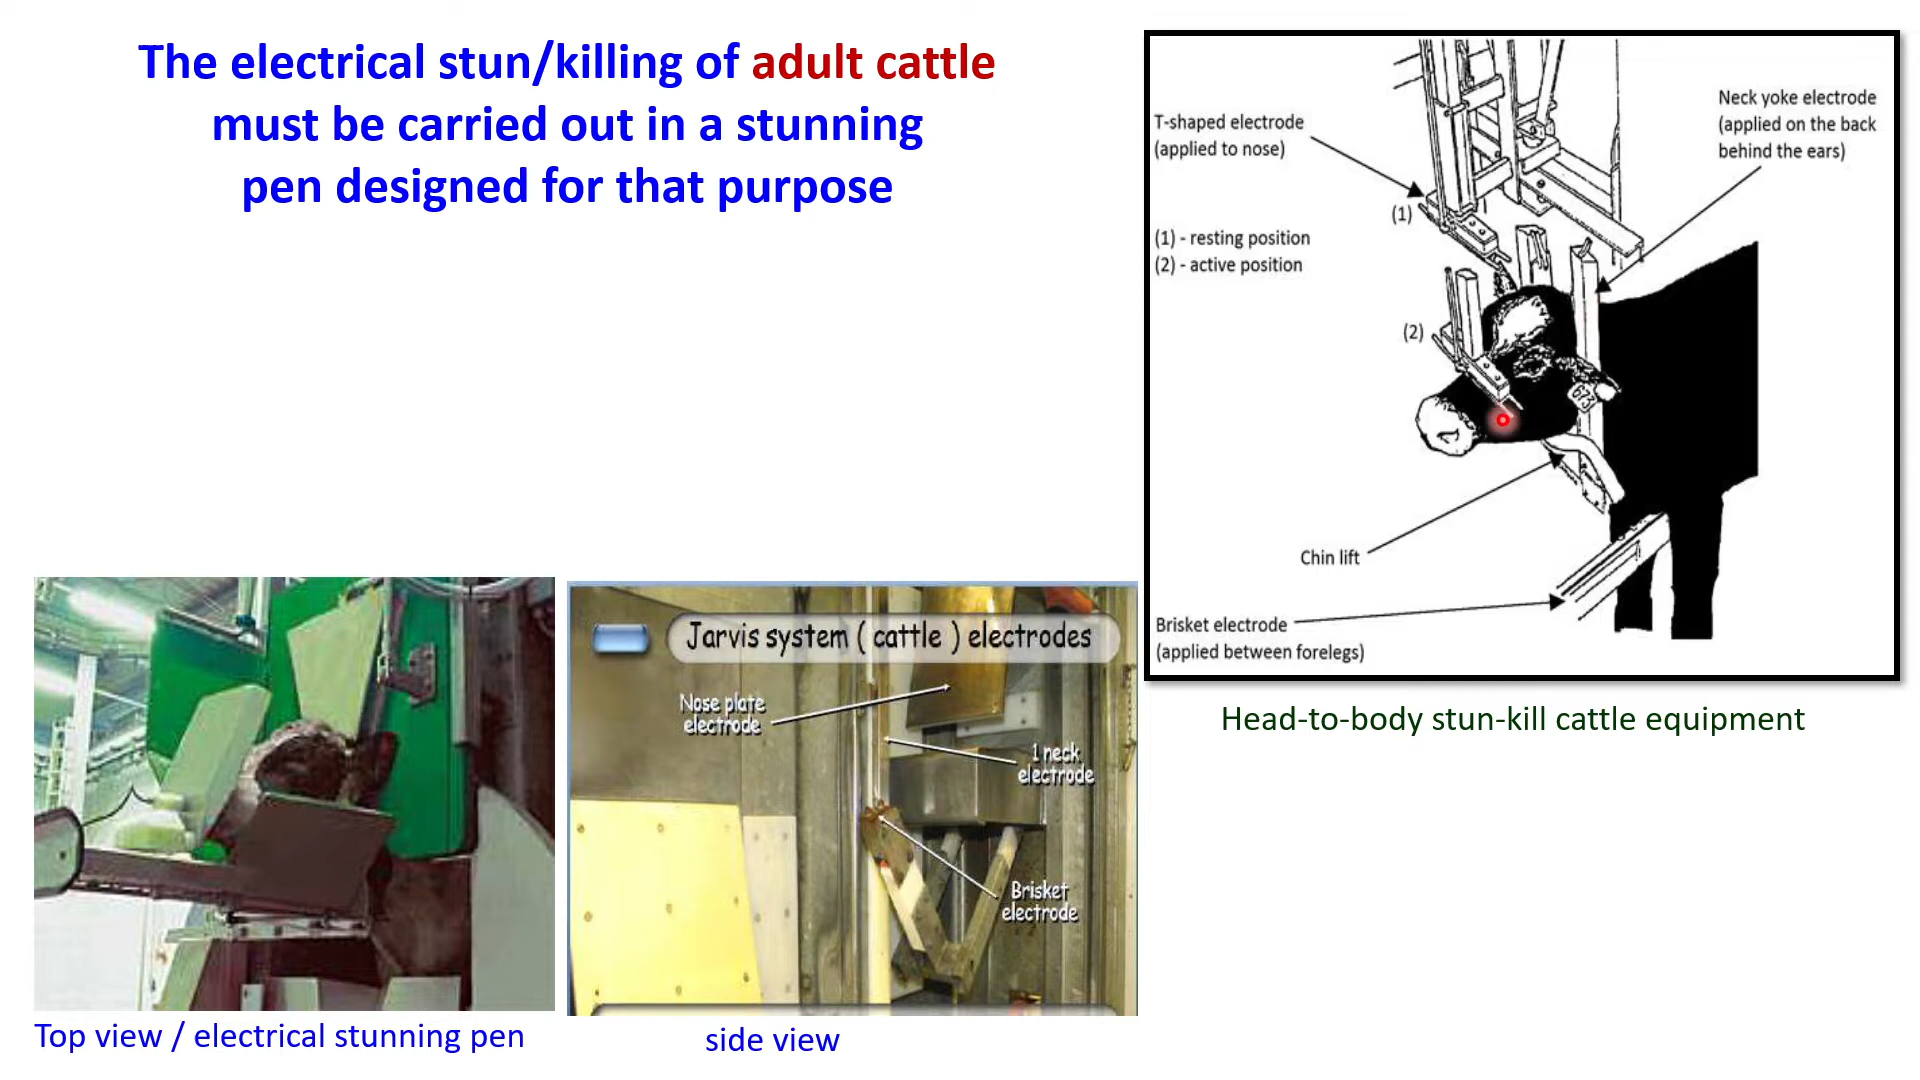 The electrical stun/killing of adult cattle
must be carried out in a stunning
pen designed for that purpose
T-shaped electrode
(applied to nose)
Neck yoke electrode
(applied on the back
behind the ears)
(1)
(1) - resting position
(2) - active position
(2)
673
Chin lift
Brisket electrode
(applied between forelegs)
Head-to-body stun-kill cattle equipment
Jarvis system ( cattle ) electrodes
Nose plate
electrode
1 neck
electrode
Brisket
electrode
Top view / electrical stunning pen
side view